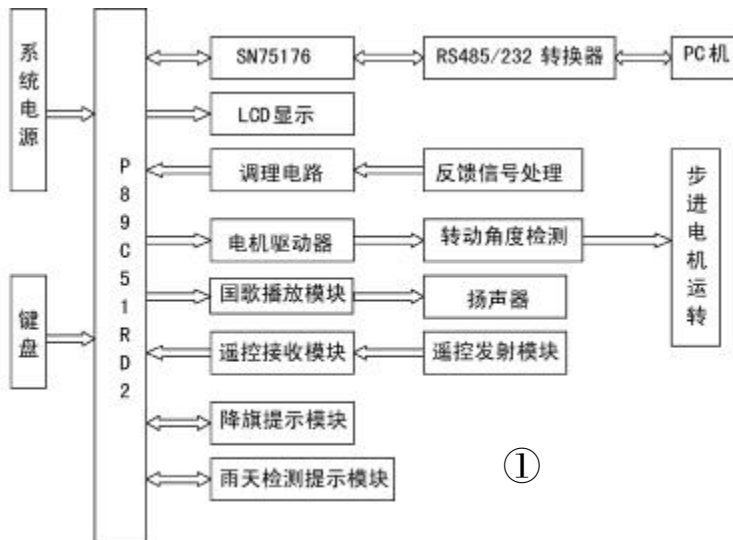 系统电源
键盘
P89C51RD2
SN75176
RS485/232 转换器
PC机
LCD显示
调理电路
反馈信号处理
电机驱动器
转动角度检测
步进电机运转
国歌播放模块
扬声器
遥控接收模块
遥控发射模块
降旗提示模块
雨天检测提示模块
①